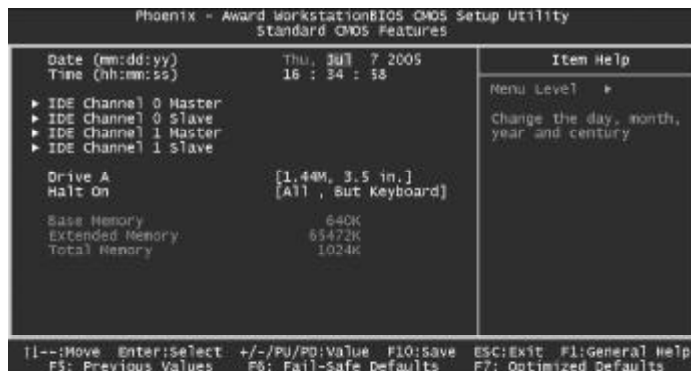 Phoenix - Award WorkstationBIOS CMOS Setup Utility
Standard CMOS Features
Date (mm:dd:yy) Thu, Jul 7 2005
Time (hh:mm:ss) 16 : 34 : 58
▶ IDE Channel 0 Master
▶ IDE Channel 0 Slave
▶ IDE Channel 1 Master
▶ IDE Channel 1 Slave
Drive A [1.44M, 3.5 in.]
Halt On [All , But Keyboard]
Base Memory 640K
Extended Memory 65472K
Total Memory 1024K
Item Help
Menu Level ▶
Change the day, month,
year and century
↑↓--:Move Enter:Select +/-/PU/PD:Value F10:Save ESC:Exit F1:General Help
F5: Previous Values F6: Fail-Safe Defaults F7: Optimized Defaults